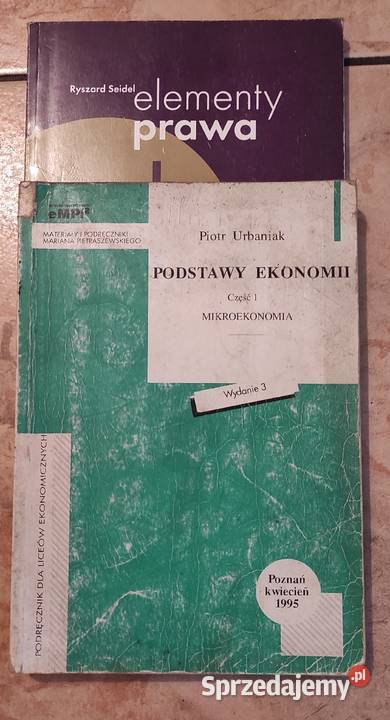 Ryszard Seidel
elementy
prawa
eMPi²
MATERIAŁY I PODRĘCZNIKI
MARIANA PIETRASZEWSKIEGO
Piotr Urbaniak
PODSTAWY EKONOMII
Część 1
MIKROEKONOMIA
Wydanie 3
PODRĘCZNIK DLA LICEÓW EKONOMICZNYCH
Poznań
kwiecień
1995
Sprzedajemy.pl